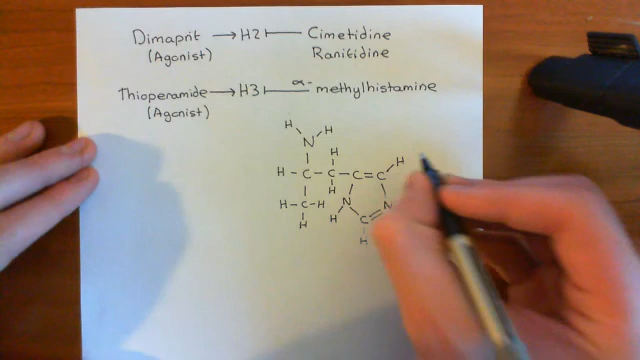 Dimaprit → H2 ⊢ Cimetidine
(Agonist) Ranitidine
Thioperamide → H3 ⊢ α- methylhistamine
(Agonist)
H H
N
H
H - C - C - C = C H
H
H - C - H N N
H H C
H